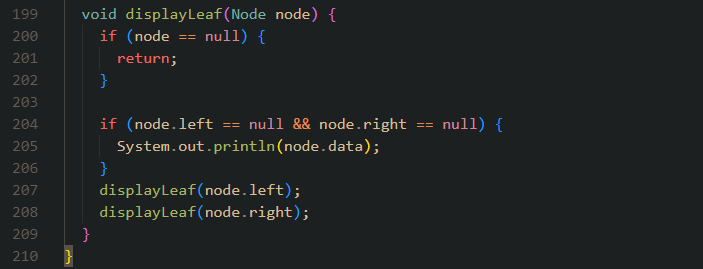 199 void displayLeaf(Node node) {
200 if (node == null) {
201 return;
202 }
203
204 if (node.left == null && node.right == null) {
205 System.out.println(node.data);
206 }
207 displayLeaf(node.left);
208 displayLeaf(node.right);
209 }
210 }